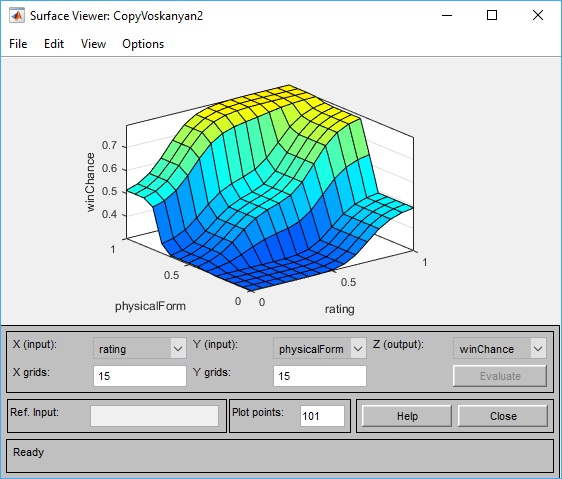 Surface Viewer: CopyVoskanyan2
File Edit View Options
0.7
0.6
0.5
0.4
winChance
1
0.5
0
physicalForm
0
0.5
1
rating
X (input): rating Y (input): physicalForm Z (output): winChance
X grids: 15 Y grids: 15 Evaluate
Ref. Input: Plot points: 101 Help Close
Ready